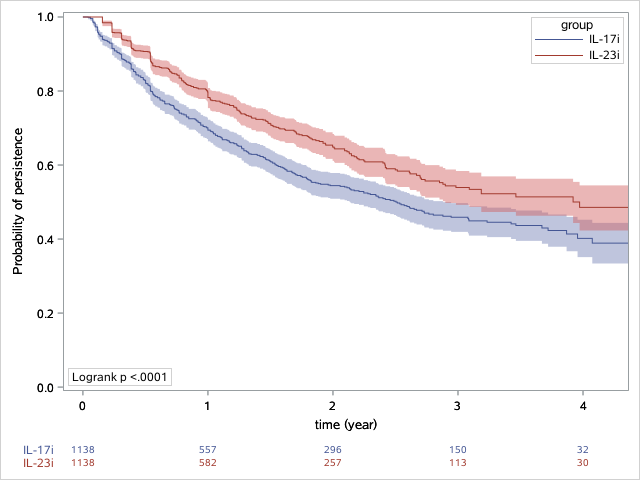 group
IL-17i
IL-23i
1.0
0.8
0.6
0.4
0.2
0.0
Probability of persistence
Logrank p <.0001
0 1 2 3 4
time (year)
IL-17i 1138 557 296 150 32
IL-23i 1138 582 257 113 30